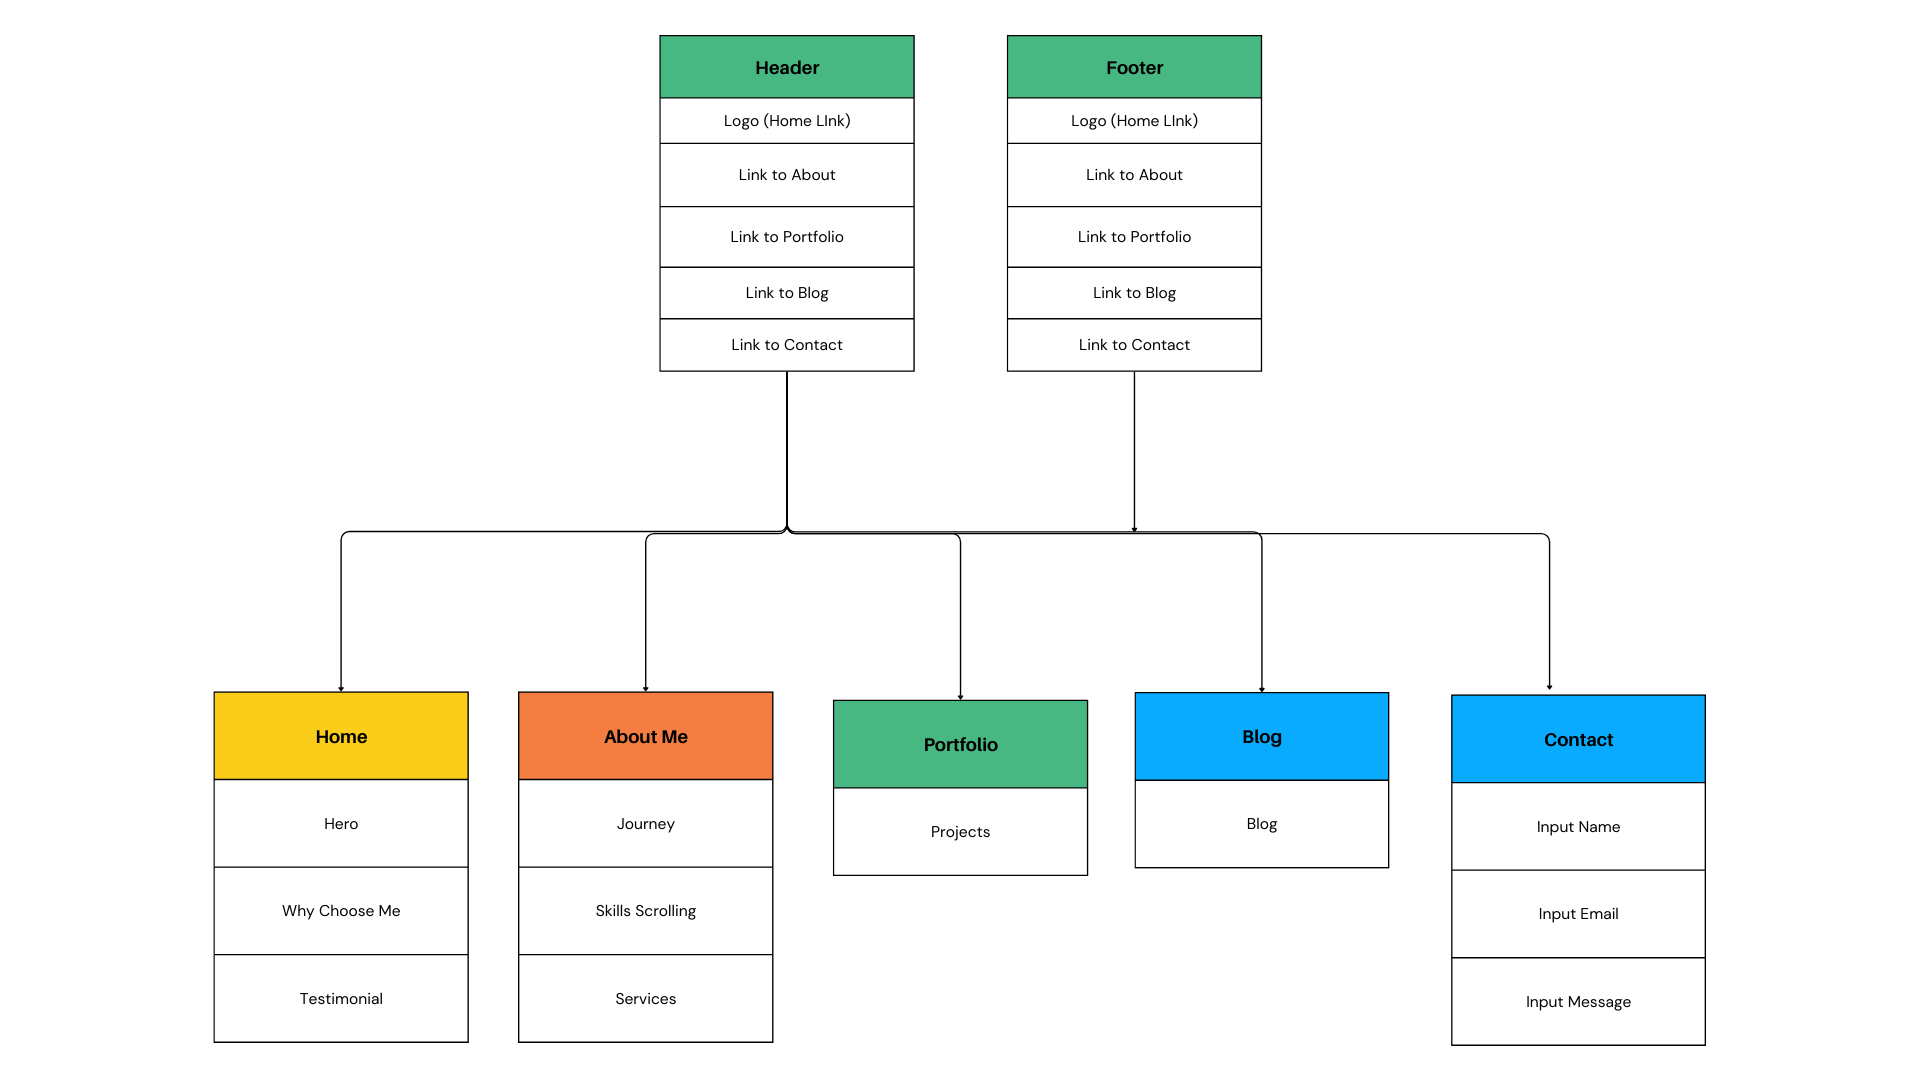 Header
Logo (Home LInk)
Link to About
Link to Portfolio
Link to Blog
Link to Contact
Footer
Logo (Home LInk)
Link to About
Link to Portfolio
Link to Blog
Link to Contact
Home
Hero
Why Choose Me
Testimonial
About Me
Journey
Skills Scrolling
Services
Portfolio
Projects
Blog
Blog
Contact
Input Name
Input Email
Input Message